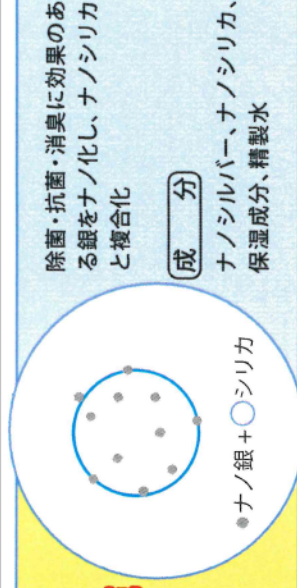 除菌・抗菌・消臭に効果のあ
る銀をナノ化し、ナノシリカ
と複合化
成 分
ナノシルバー、ナノシリカ、
保湿成分、精製水
●ナノ銀+○シリカ